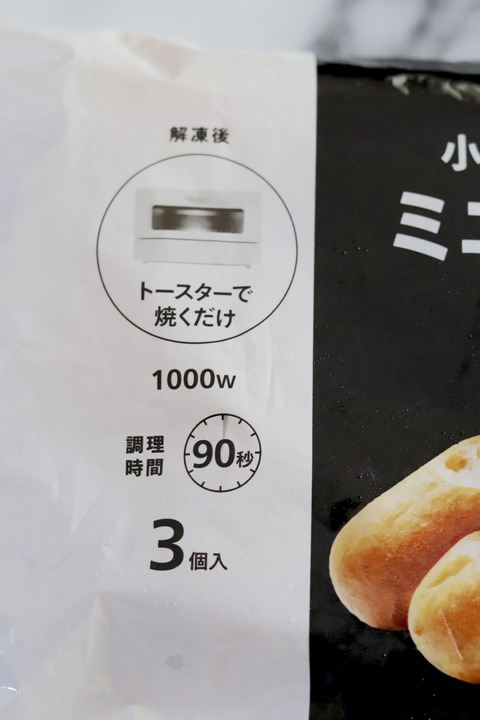 解凍後
トースターで
焼くだけ
1000w
調理
時間
90秒
3個入
小
ミニ